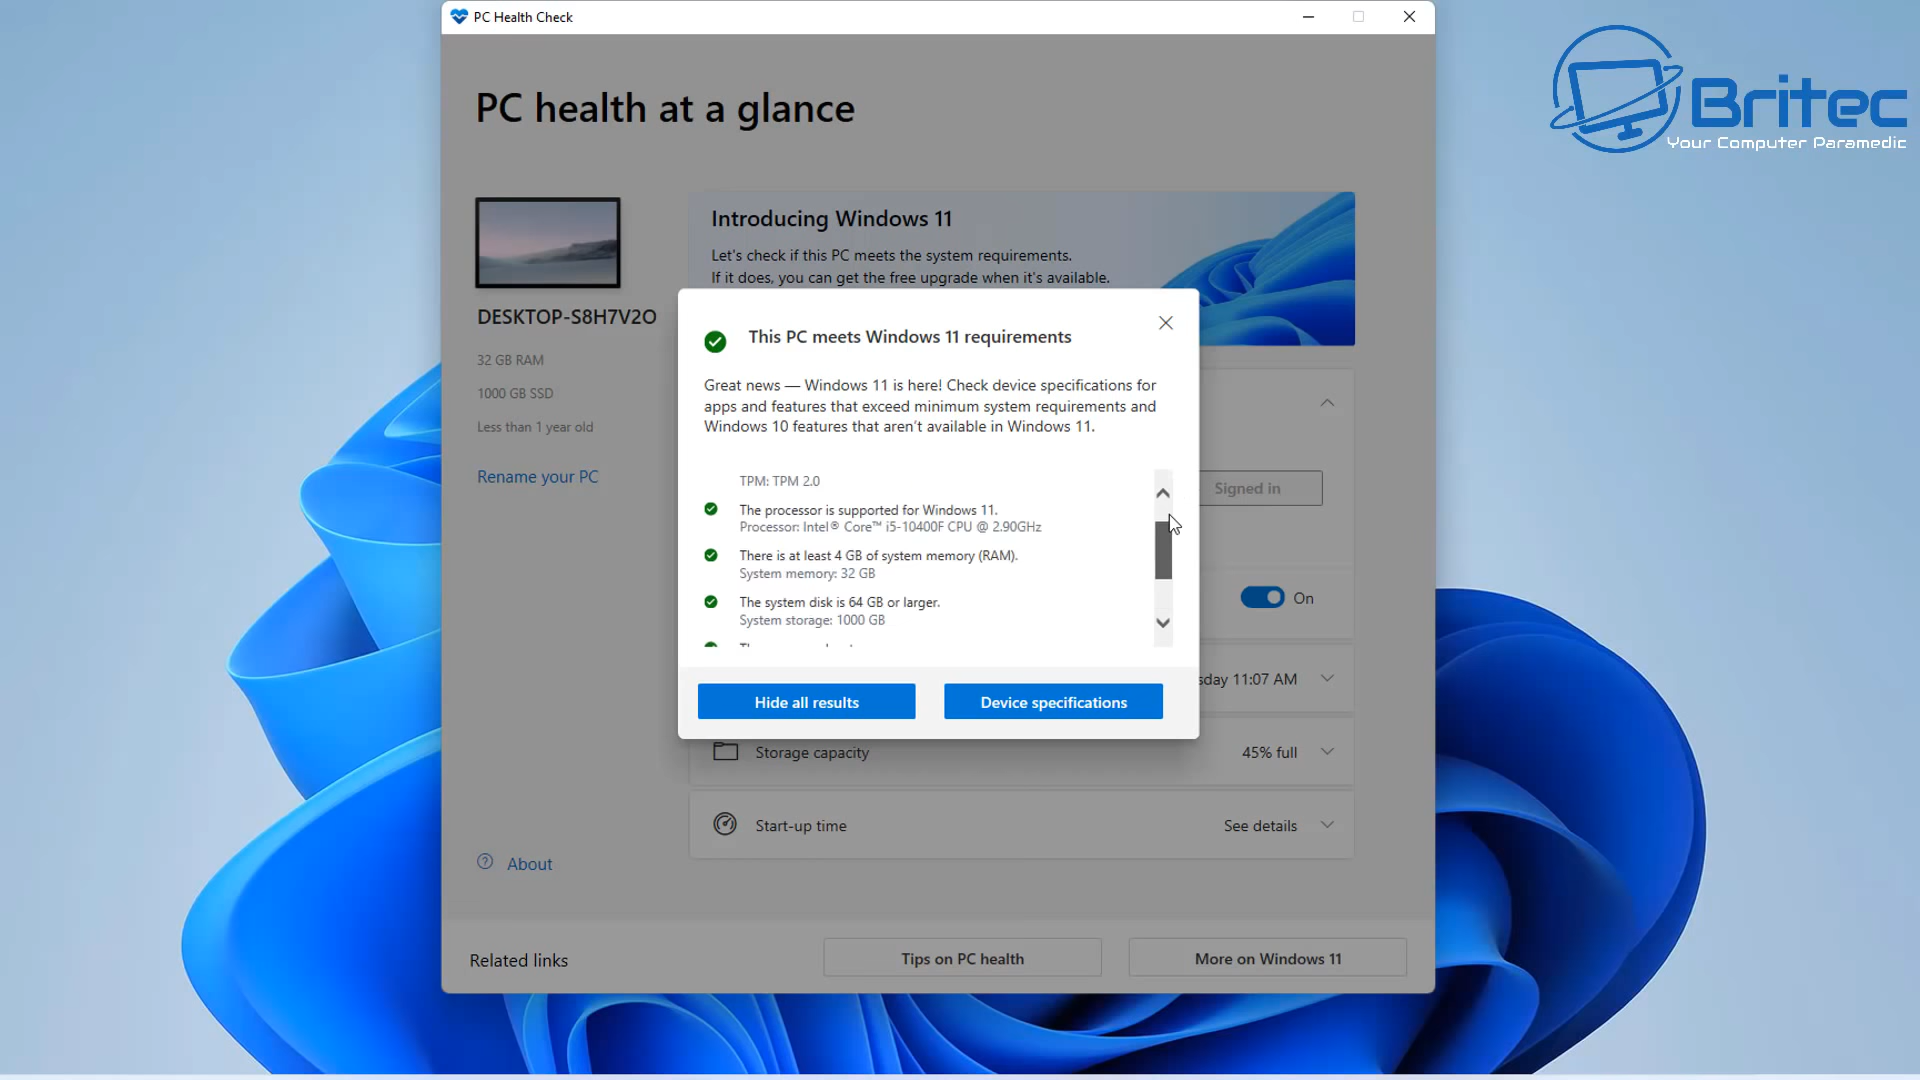 PC Health Check
Britec
Your Computer Paramedic
PC health at a glance
Introducing Windows 11
Let's check if this PC meets the system requirements.
If it does, you can get the free upgrade when it's available.
DESKTOP-S8H7V2O
32 GB RAM
1000 GB SSD
Less than 1 year old
Rename your PC
This PC meets Windows 11 requirements
Great news — Windows 11 is here! Check device specifications for
apps and features that exceed minimum system requirements and
Windows 10 features that aren't available in Windows 11.
TPM: TPM 2.0
The processor is supported for Windows 11.
Processor: Intel® Core™ i5-10400F CPU @ 2.90GHz
There is at least 4 GB of system memory (RAM).
System memory: 32 GB
The system disk is 64 GB or larger.
System storage: 1000 GB
Hide all results
Device specifications
Signed in
On
sday 11:07 AM
Storage capacity
45% full
Start-up time
See details
About
Related links
Tips on PC health
More on Windows 11